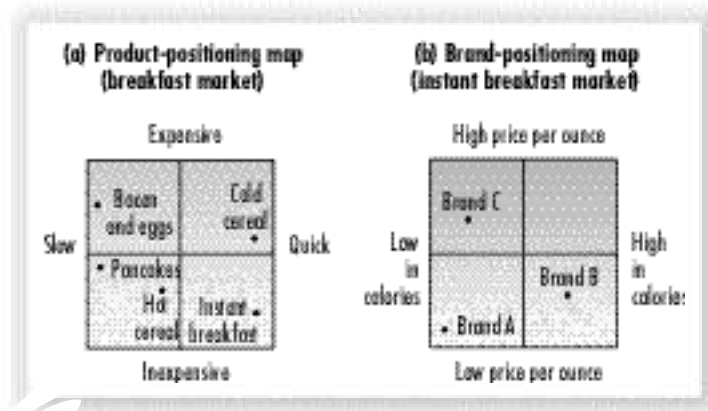 (a) Product-positioning map
(breakfast market)
Expensive
Slow
Bacon
and eggs
Cold
cereal
Quick
Pancakes
Hot
cereal
Instant
breakfast
Inexpensive
(b) Brand-positioning map
(instant breakfast market)
High price per ounce
Low
in
calories
Brand C
Brand B
Brand A
High
in
calories
Low price per ounce